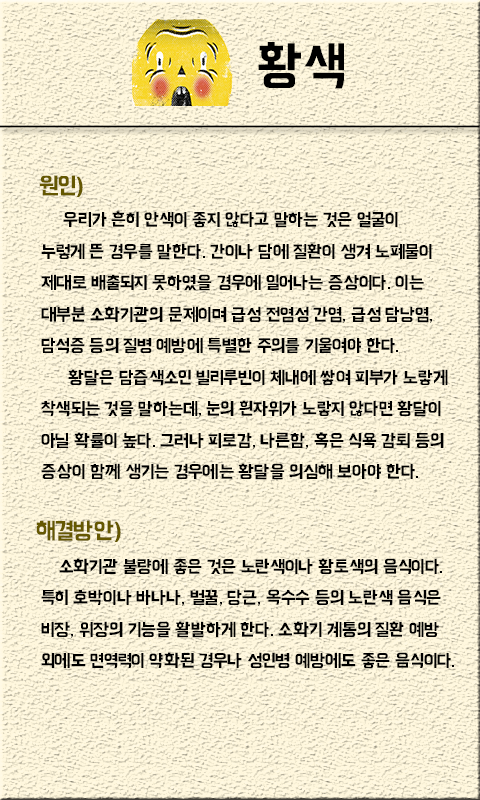 황색
원인)
우리가 흔히 안색이 좋지 않다고 말하는 것은 얼굴이
누렇게 뜬 경우를 말한다. 간이나 담에 질환이 생겨 노폐물이
제대로 배출되지 못하였을 경우에 일어나는 증상이다. 이는
대부분 소화기관의 문제이며 급성 전염성 간염, 급성 담낭염,
담석증 등의 질병 예방에 특별한 주의를 기울여야 한다.
황달은 담즙색소인 빌리루빈이 체내에 쌓여 피부가 노랗게
착색되는 것을 말하는데, 눈의 흰자위가 노랗지 않다면 황달이
아닐 확률이 높다. 그러나 피로감, 나른함, 혹은 식욕 감퇴 등의
증상이 함께 생기는 경우에는 황달을 의심해 보아야 한다.
해결방안)
소화기관 불량에 좋은 것은 노란색이나 황토색의 음식이다.
특히 호박이나 바나나, 벌꿀, 당근, 옥수수 등의 노란색 음식은
비장, 위장의 기능을 활발하게 한다. 소화기 계통의 질환 예방
외에도 면역력이 약화된 경우나 성인병 예방에도 좋은 음식이다.